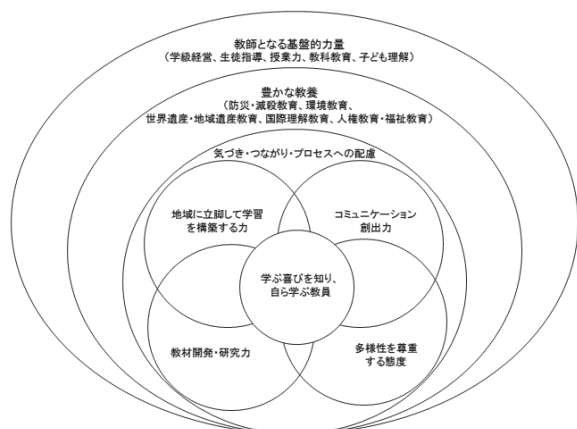 教師となる基盤的力量
（学級経営、生徒指導、授業力、教科教育、子ども理解）
豊かな教養
（防災・減殺教育、環境教育、
世界遺産・地域遺産教育、国際理解教育、人権教育・福祉教育）
気づき・つながり・プロセスへの配慮
地域に立脚して学習
を構築する力
コミュニケーション
創出力
学ぶ喜びを知り、
自ら学ぶ教員
教材開発・研究力
多様性を尊重
する態度